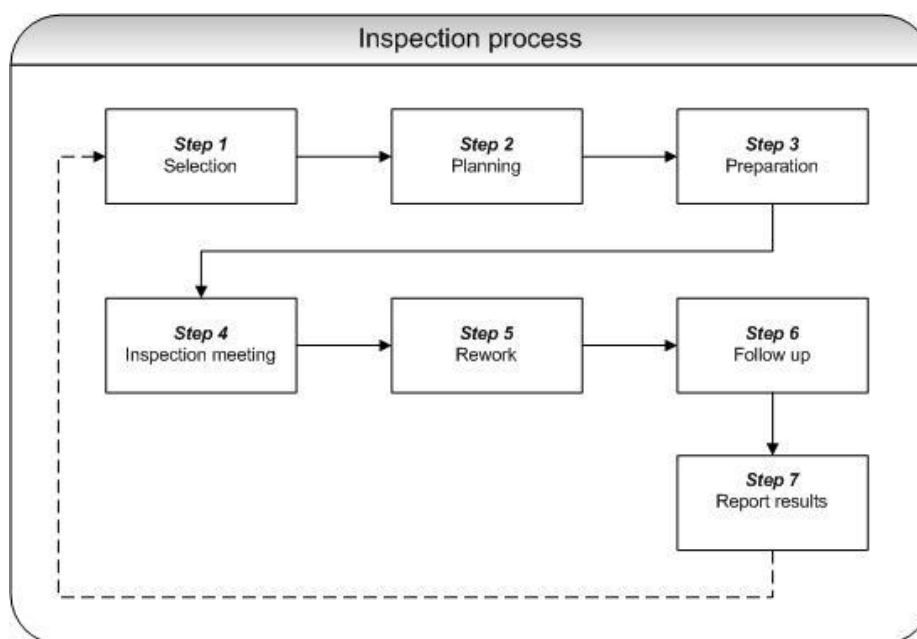 Inspection process
Step 1
Selection
Step 2
Planning
Step 3
Preparation
Step 4
Inspection meeting
Step 5
Rework
Step 6
Follow up
Step 7
Report results